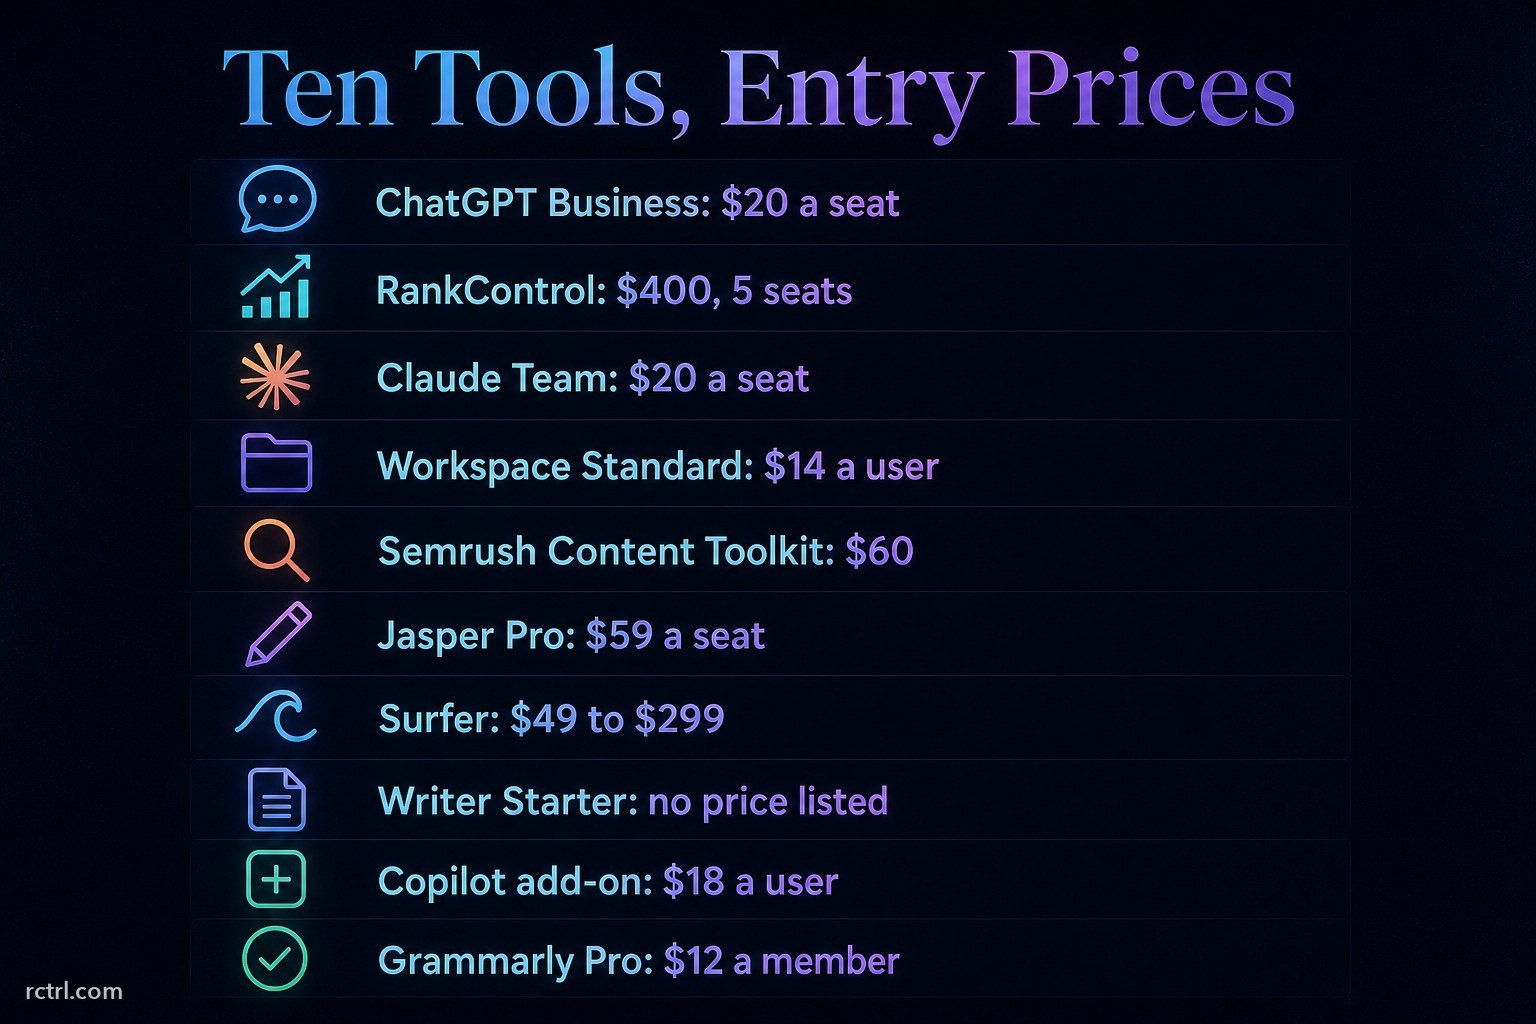 Ten Tools, Entry Prices
ChatGPT Business: $20 a seat
RankControl: $400, 5 seats
Claude Team: $20 a seat
Workspace Standard: $14 a user
Semrush Content Toolkit: $60
Jasper Pro: $59 a seat
Surfer: $49 to $299
Writer Starter: no price listed
Copilot add-on: $18 a user
Grammarly Pro: $12 a member
rctrl.com